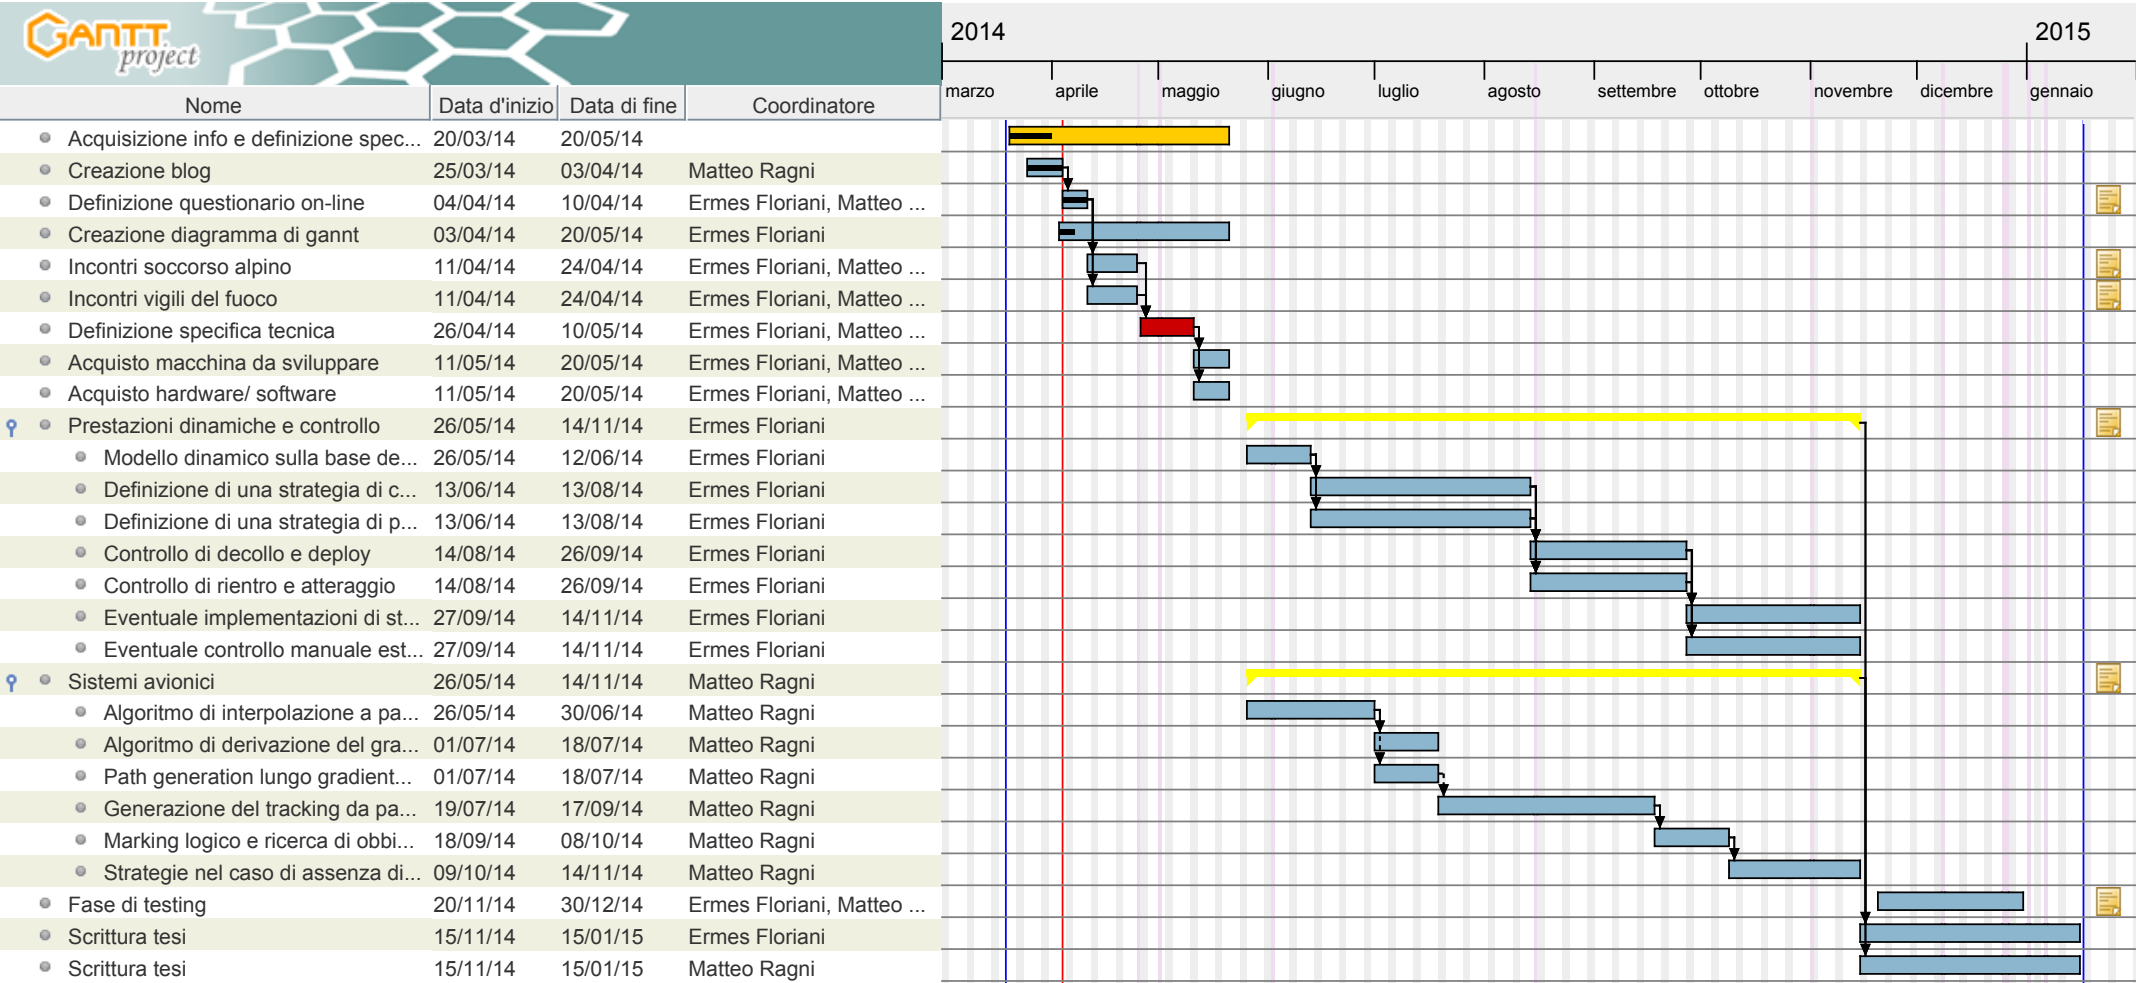 GANTT project
2014 2015
marzo aprile maggio giugno luglio agosto settembre ottobre novembre dicembre gennaio
Nome Data d'inizio Data di fine Coordinatore
Acquisizione info e definizione spec... 20/03/14 20/05/14
Creazione blog 25/03/14 03/04/14 Matteo Ragni
Definizione questionario on-line 04/04/14 10/04/14 Ermes Floriani, Matteo ...
Creazione diagramma di gannt 03/04/14 20/05/14 Ermes Floriani
Incontri soccorso alpino 11/04/14 24/04/14 Ermes Floriani, Matteo ...
Incontri vigili del fuoco 11/04/14 24/04/14 Ermes Floriani, Matteo ...
Definizione specifica tecnica 26/04/14 10/05/14 Ermes Floriani, Matteo ...
Acquisto macchina da sviluppare 11/05/14 20/05/14 Ermes Floriani, Matteo ...
Acquisto hardware/ software 11/05/14 20/05/14 Ermes Floriani, Matteo ...
Prestazioni dinamiche e controllo 26/05/14 14/11/14 Ermes Floriani
Modello dinamico sulla base de... 26/05/14 12/06/14 Ermes Floriani
Definizione di una strategia di c... 13/06/14 13/08/14 Ermes Floriani
Definizione di una strategia di p... 13/06/14 13/08/14 Ermes Floriani
Controllo di decollo e deploy 14/08/14 26/09/14 Ermes Floriani
Controllo di rientro e atteraggio 14/08/14 26/09/14 Ermes Floriani
Eventuale implementazioni di st... 27/09/14 14/11/14 Ermes Floriani
Eventuale controllo manuale est... 27/09/14 14/11/14 Ermes Floriani
Sistemi avionici 26/05/14 14/11/14 Matteo Ragni
Algoritmo di interpolazione a pa... 26/05/14 30/06/14 Matteo Ragni
Algoritmo di derivazione del gra... 01/07/14 18/07/14 Matteo Ragni
Path generation lungo gradient... 01/07/14 18/07/14 Matteo Ragni
Generazione del tracking da pa... 19/07/14 17/09/14 Matteo Ragni
Marking logico e ricerca di obbi... 18/09/14 08/10/14 Matteo Ragni
Strategie nel caso di assenza di... 09/10/14 14/11/14 Matteo Ragni
Fase di testing 20/11/14 30/12/14 Ermes Floriani, Matteo ...
Scrittura tesi 15/11/14 15/01/15 Ermes Floriani
Scrittura tesi 15/11/14 15/01/15 Matteo Ragni